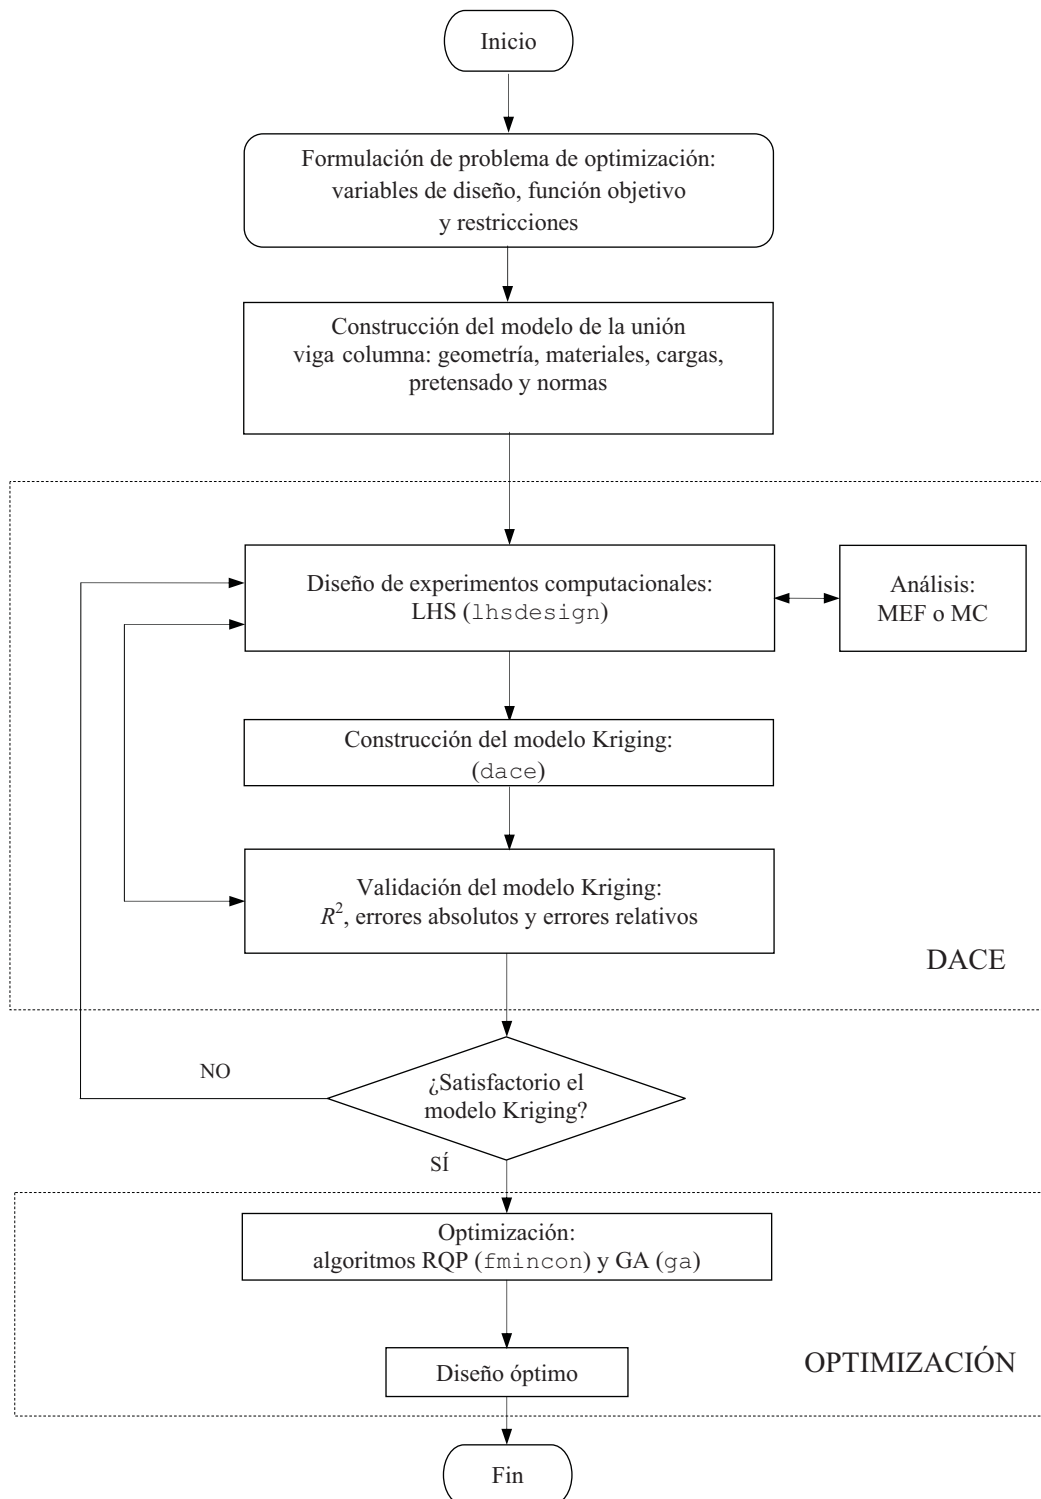 Inicio
Formulación de problema de optimización:
variables de diseño, función objetivo
y restricciones
Construcción del modelo de la unión
viga columna: geometría, materiales, cargas,
pretensado y normas
Diseño de experimentos computacionales:
LHS (lhsdesign)
Análisis:
MEF o MC
Construcción del modelo Kriging:
(dace)
Validación del modelo Kriging:
R², errores absolutos y errores relativos
DACE
NO
¿Satisfactorio el
modelo Kriging?
SÍ
Optimización:
algoritmos RQP (fmincon) y GA (ga)
Diseño óptimo
OPTIMIZACIÓN
Fin